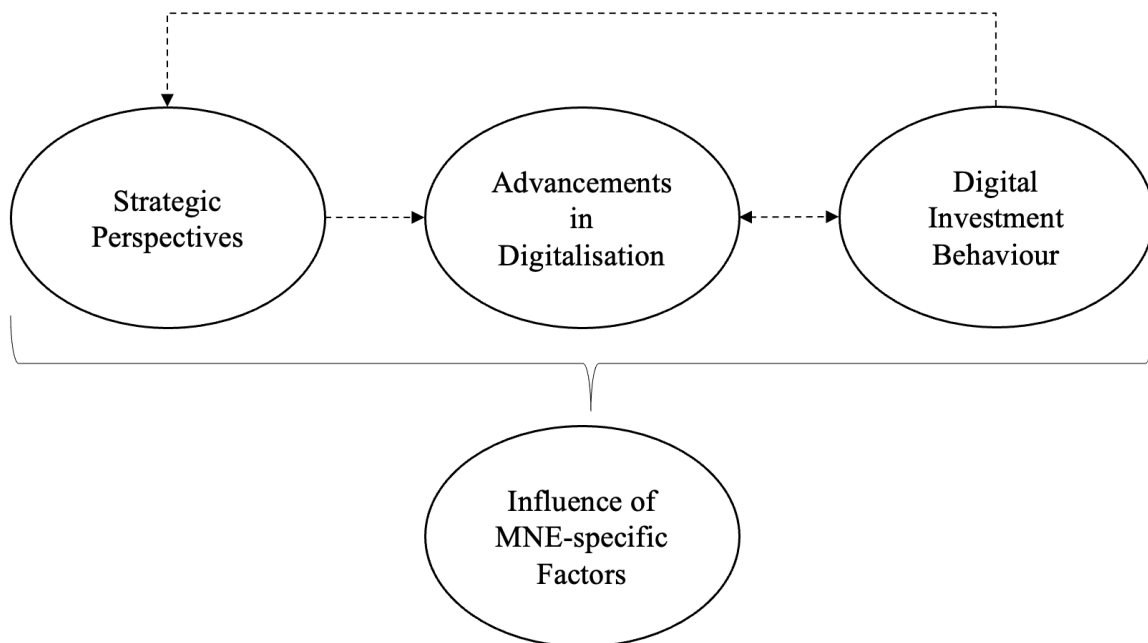 Strategic
Perspectives
Advancements
in
Digitalisation
Digital
Investment
Behaviour
Influence of
MNE-specific
Factors